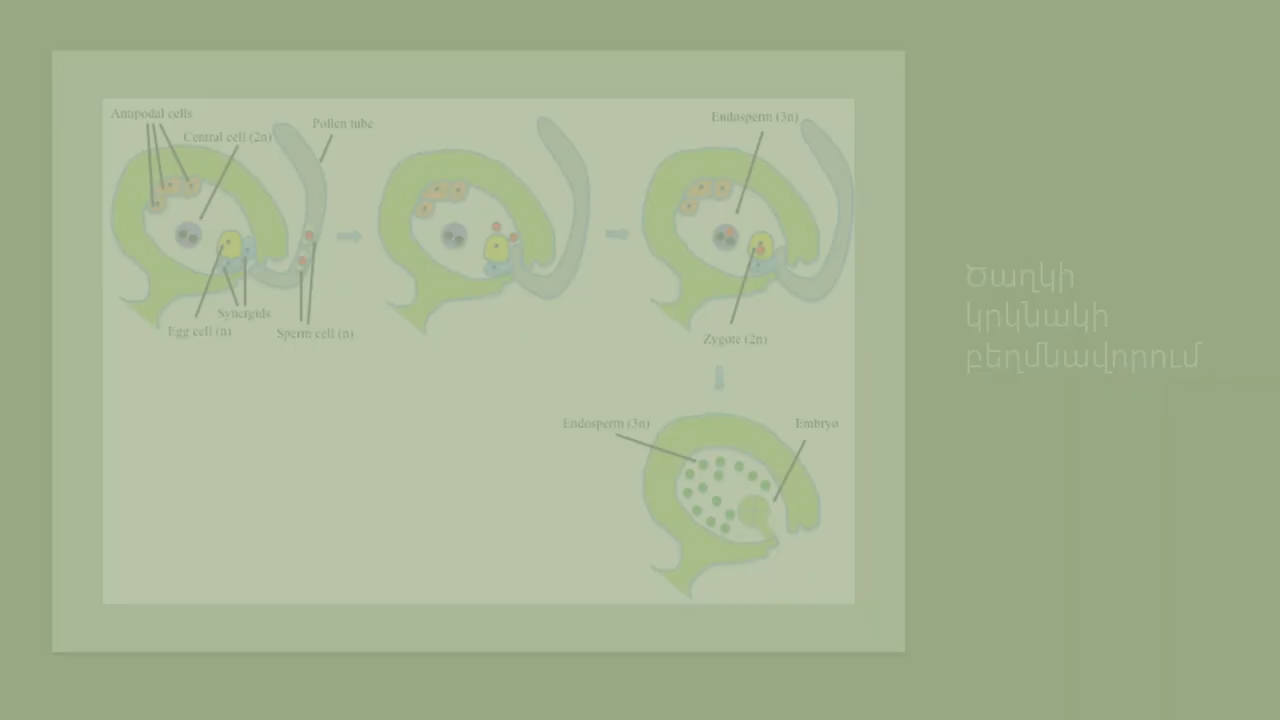 Antipodal cells
Central cell (2n)
Pollen tube
Egg cell (n)
Synergids
Sperm cell (n)
Endosperm (3n)
Zygote (2n)
Endosperm (3n)
Embryo
Ծաղկի
կրկնակի
բեղմնավորում